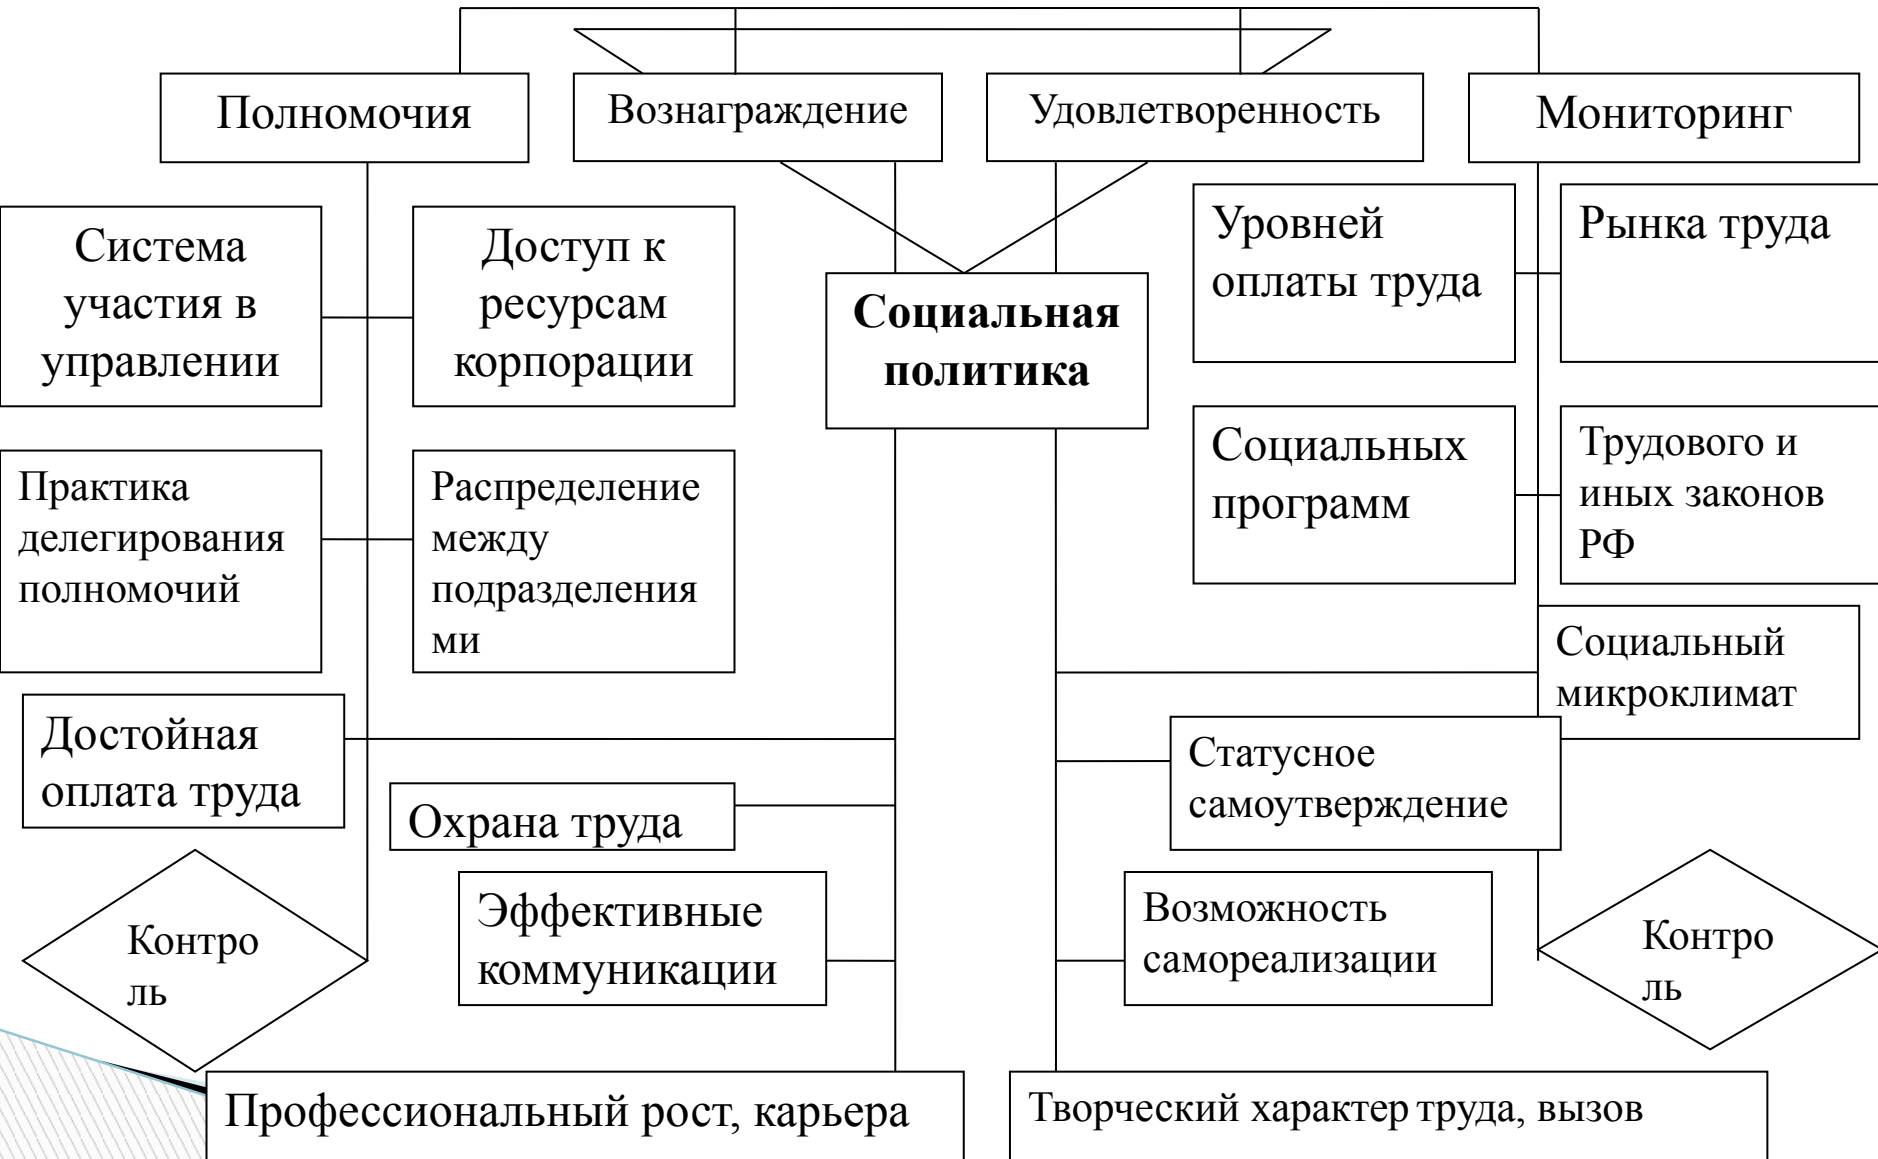 Полномочия
Вознаграждение
Удовлетворенность
Мониторинг
Система
участия в
управлении
Доступ к
ресурсам
корпорации
Социальная
политика
Уровней
оплаты труда
Рынка труда
Практика
делегирования
полномочий
Распределение
между
подразделения
ми
Социальных
программ
Трудового и
иных законов
РФ
Социальный
микроклимат
Достойная
оплата труда
Охрана труда
Статусное
самоутверждение
Контро
ль
Эффективные
коммуникации
Возможность
самореализации
Контро
ль
Профессиональный рост, карьера
Творческий характер труда, вызов